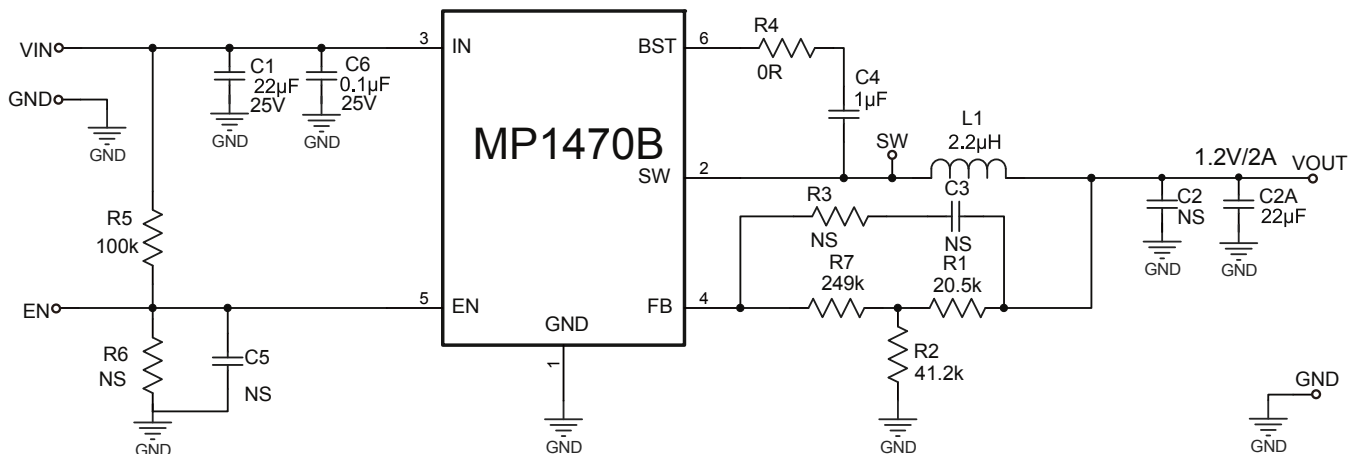 VIN
GND
GND
C1
22µF
25V
GND
C6
0.1µF
25V
GND
R5
100k
EN
R6
NS
C5
NS
GND
3
IN
MP1470B
5
EN
GND
1
GND
BST
6
SW
2
FB
4
R4
0R
C4
1µF
SW
L1
2.2µH
R3
NS
C3
NS
R7
249k
R1
20.5k
R2
41.2k
GND
1.2V/2A
VOUT
C2
NS
GND
C2A
22µF
GND
GND
GND